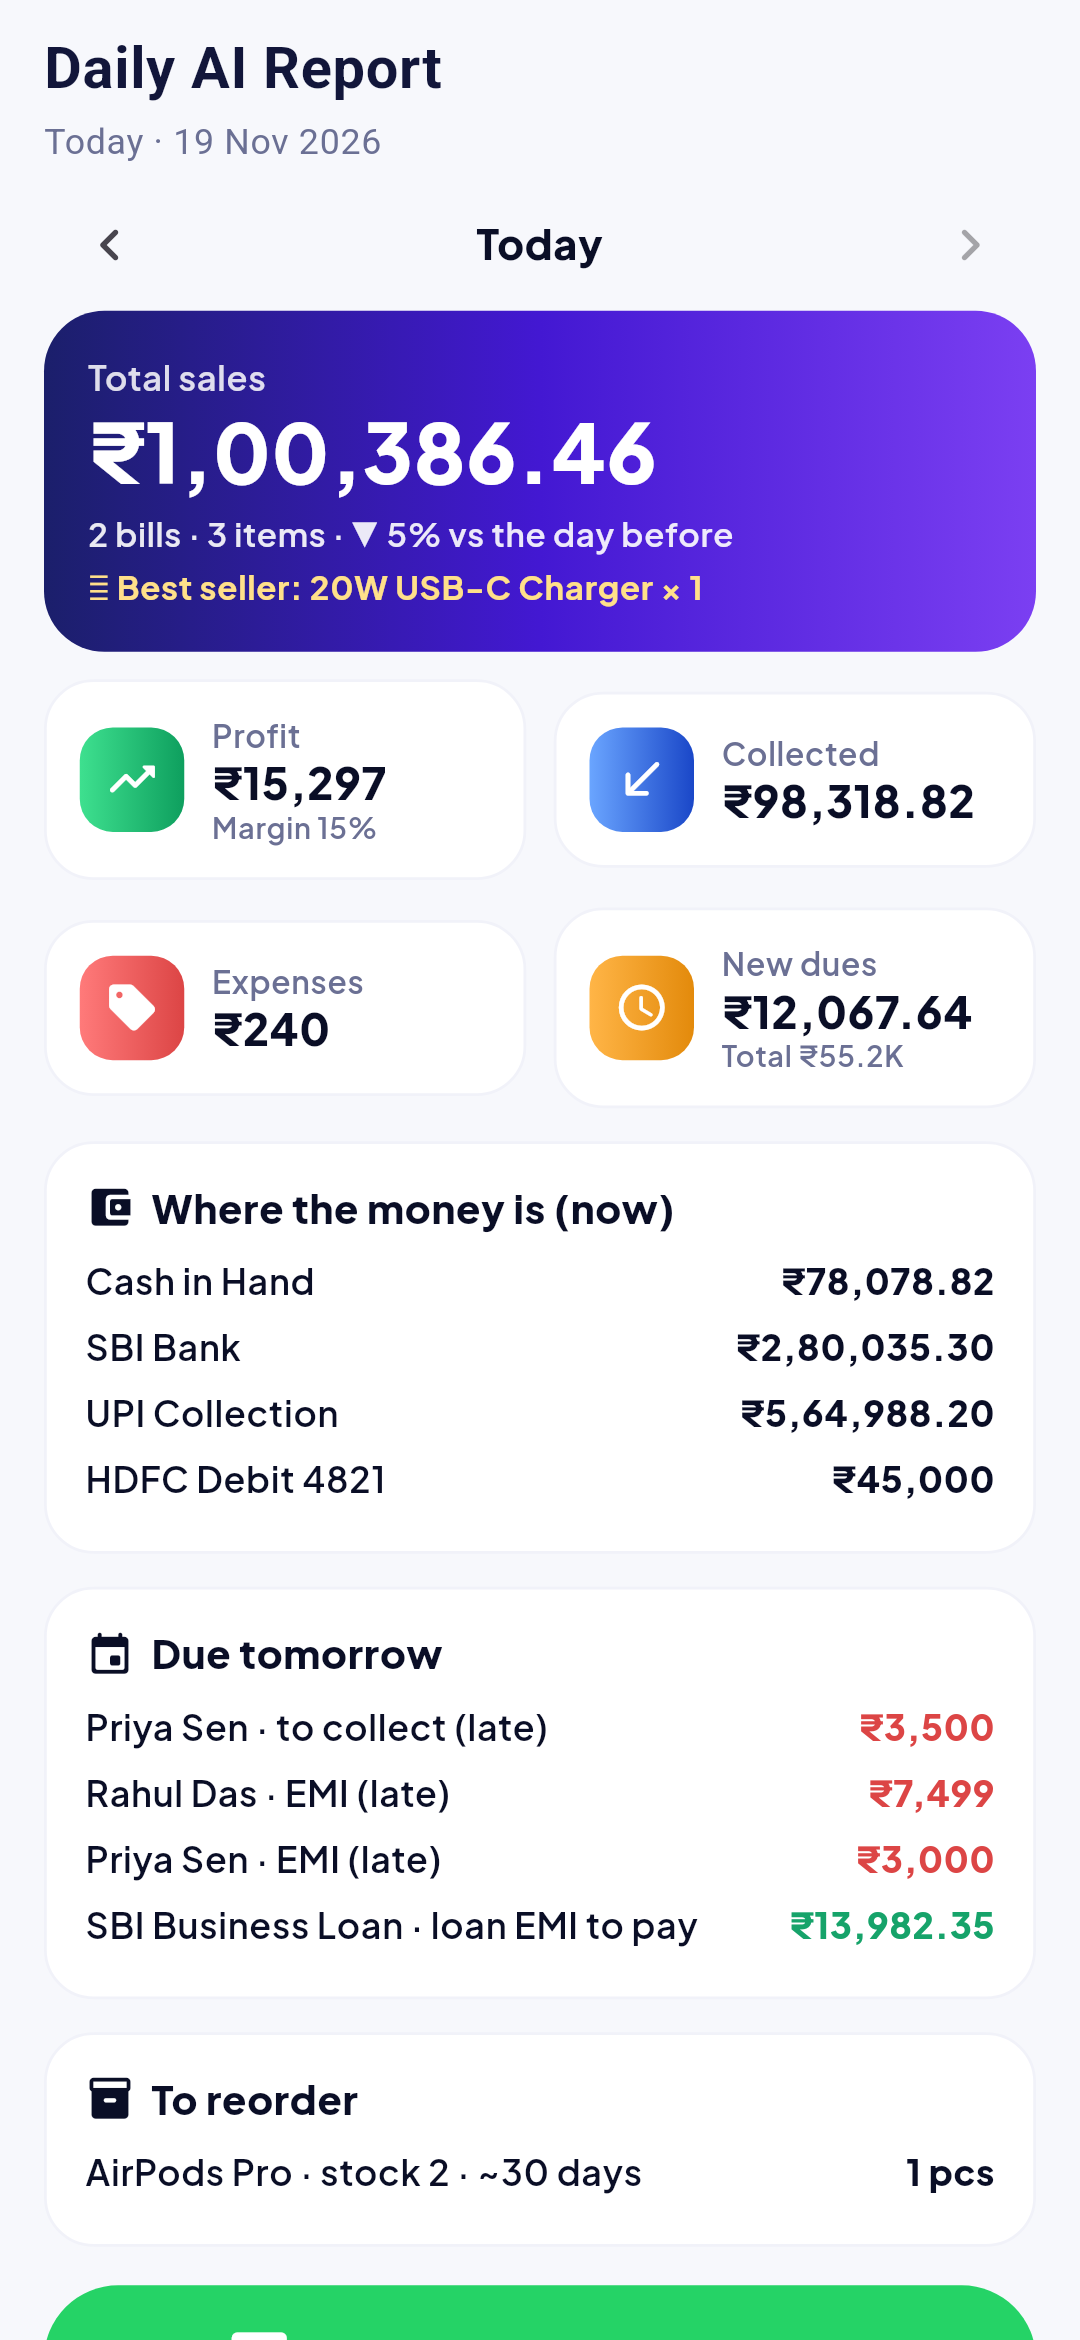 Daily AI Report
Today · 19 Nov 2026
Today
Total sales
₹1,00,386.46
2 bills · 3 items · ▼ 5% vs the day before
Best seller: 20W USB-C Charger × 1
Profit
₹15,297
Margin 15%
Collected
₹98,318.82
Expenses
₹240
New dues
₹12,067.64
Total ₹55.2K
Where the money is (now)
Cash in Hand ₹78,078.82
SBI Bank ₹2,80,035.30
UPI Collection ₹5,64,988.20
HDFC Debit 4821 ₹45,000
Due tomorrow
Priya Sen · to collect (late) ₹3,500
Rahul Das · EMI (late) ₹7,499
Priya Sen · EMI (late) ₹3,000
SBI Business Loan · loan EMI to pay ₹13,982.35
To reorder
AirPods Pro · stock 2 · ~30 days 1 pcs